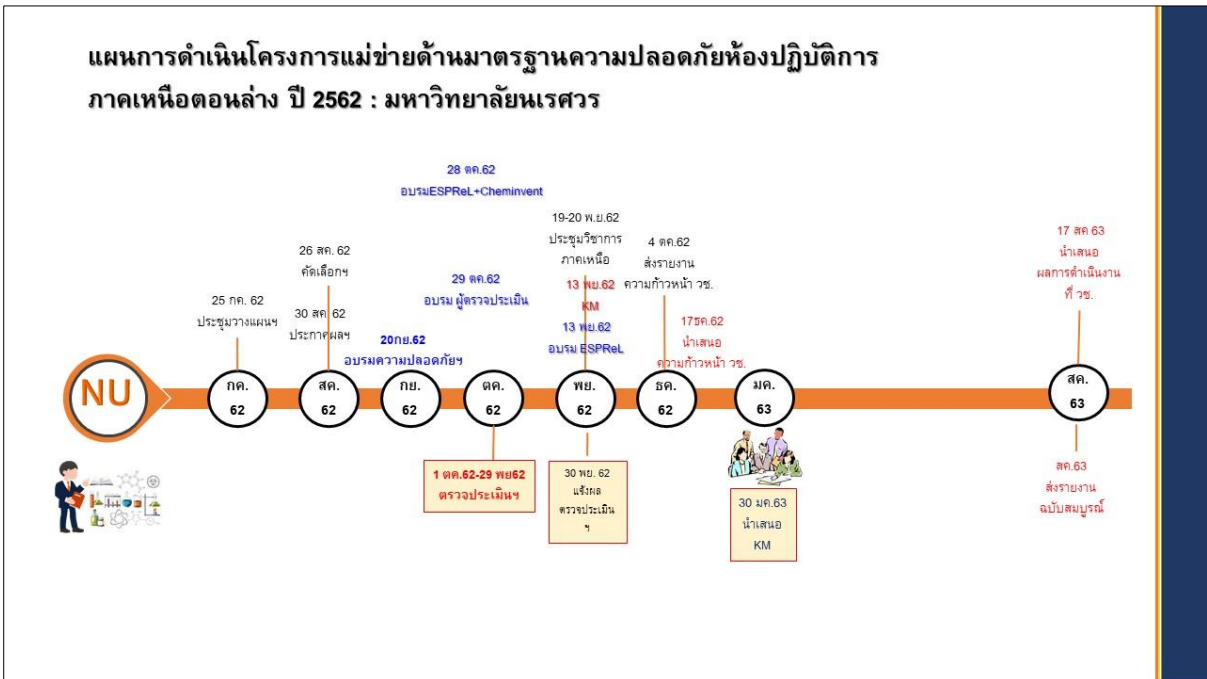 แผนการดำเนินโครงการแม่ข่ายด้านมาตรฐานความปลอดภัยห้องปฏิบัติการ
ภาคเหนือตอนล่าง ปี 2562 : มหาวิทยาลัยนเรศวร
28 ตค.62
อบรมESPReL+Cheminvent
19-20 พ.ย.62
ประชุมวิชาการ
ภาคเหนือ
4 ตค.62
ส่งรายงาน
ความก้าวหน้า วช.
17 สค 63
นำเสนอ
ผลการดำเนินงาน
ที่ วช.
26 สค. 62
คัดเลือกฯ
29 ตค.62
อบรม ผู้ตรวจประเมิน
13 พย.62
KM
25 กค. 62
ประชุมวางแผนฯ
30 สค. 62
ประกาศผลฯ
20กย.62
อบรมความปลอดภัยฯ
13 พย.62
อบรม ESPReL
17ธค.62
นำเสนอ
ความก้าวหน้า วช.
NU
กค.
62
สค.
62
กย.
62
ตค.
62
พย.
62
ธค.
62
มค.
63
สค.
63
1 ตค.62-29 พย62
ตรวจประเมินฯ
30 พย. 62
แจ้งผล
ตรวจประเมิน
ฯ
30 มค.63
นำเสนอ
KM
สค.63
ส่งรายงาน
ฉบับสมบูรณ์